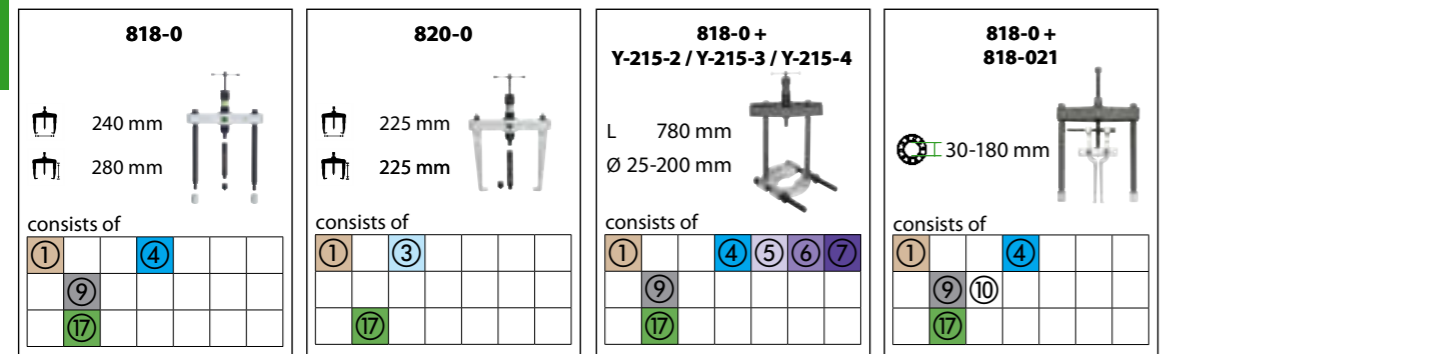 818-0
240 mm
280 mm
consists of
① ④
⑨
⑰
820-0
225 mm
225 mm
consists of
① ③
⑰
818-0 +
Y-215-2 / Y-215-3 / Y-215-4
L 780 mm
Ø 25-200 mm
consists of
① ④ ⑤ ⑥ ⑦
⑨
⑰
818-0 +
818-021
30-180 mm
consists of
① ④
⑨ ⑩
⑰